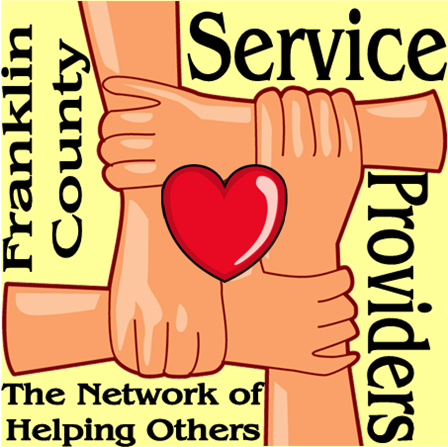 Franklin
County
Service
Providers
The Network of
Helping Others